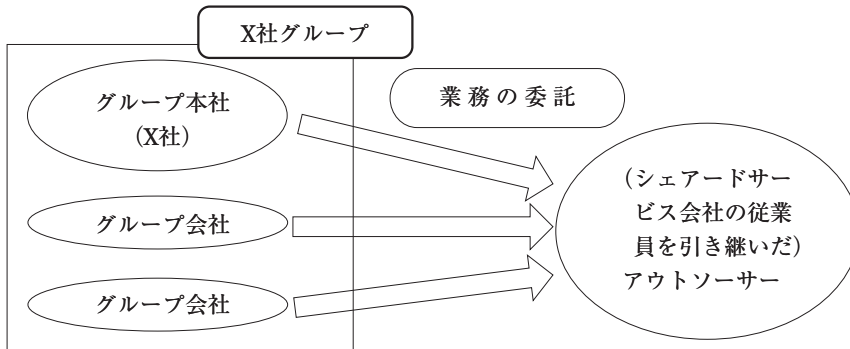 X社グループ
グループ本社
(X社)
業務の委託
グループ会社
グループ会社
(シェアードサー
ビス会社の従業
員を引き継いだ)
アウトソーサー